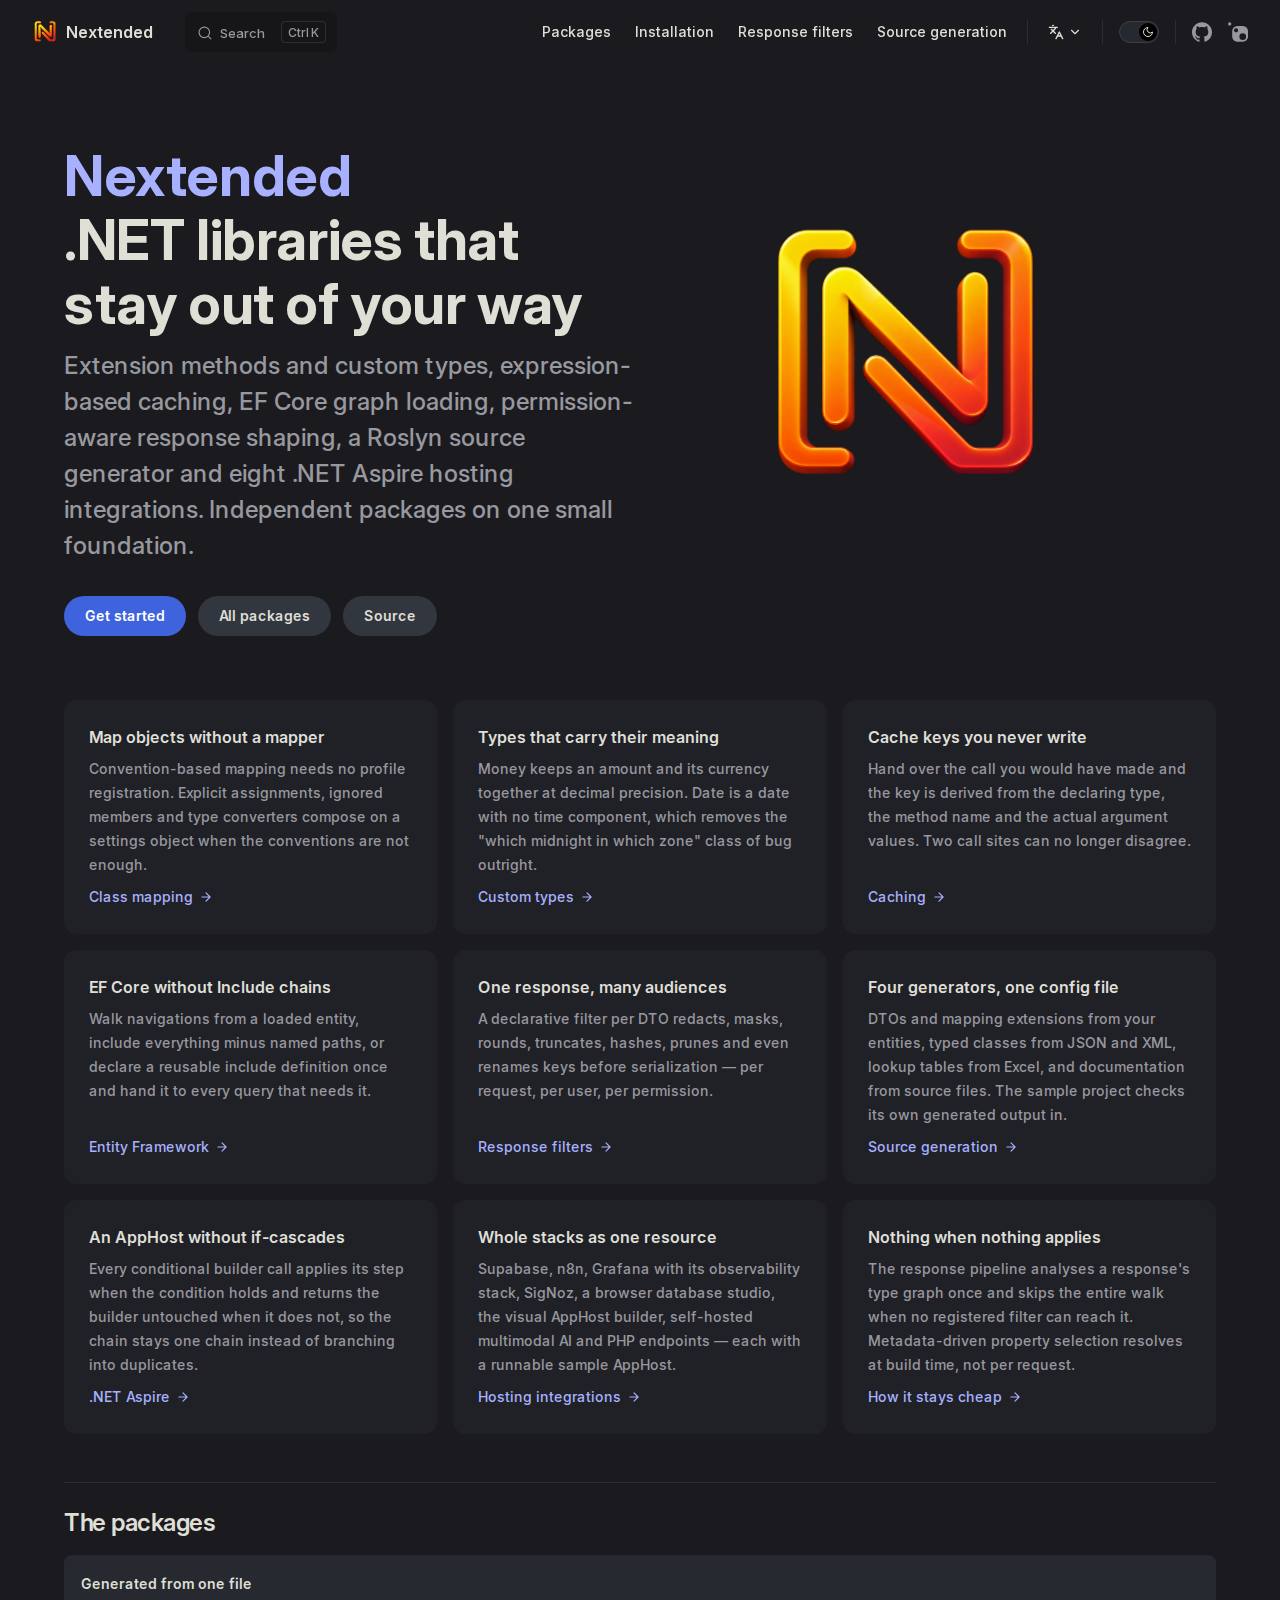 Nextended
Search
Ctrl K
Packages
Installation
Response filters
Source generation
Nextended
.NET libraries that
stay out of your way
Extension methods and custom types, expression-
based caching, EF Core graph loading, permission-
aware response shaping, a Roslyn source
generator and eight .NET Aspire hosting
integrations. Independent packages on one small
foundation.
Get started
All packages
Source
Map objects without a mapper
Convention-based mapping needs no profile
registration. Explicit assignments, ignored
members and type converters compose on a
settings object when the conventions are not
enough.
Class mapping →
Types that carry their meaning
Money keeps an amount and its currency
together at decimal precision. Date is a date
with no time component, which removes the
"which midnight in which zone" class of bug
outright.
Custom types →
Cache keys you never write
Hand over the call you would have made and
the key is derived from the declaring type,
the method name and the actual argument
values. Two call sites can no longer disagree.
Caching →
EF Core without Include chains
Walk navigations from a loaded entity,
include everything minus named paths, or
declare a reusable include definition once
and hand it to every query that needs it.
Entity Framework →
One response, many audiences
A declarative filter per DTO redacts, masks,
rounds, truncates, hashes, prunes and even
renames keys before serialization — per
request, per user, per permission.
Response filters →
Four generators, one config file
DTOs and mapping extensions from your
entities, typed classes from JSON and XML,
lookup tables from Excel, and documentation
from source files. The sample project checks
its own generated output in.
Source generation →
An AppHost without if-cascades
Every conditional builder call applies its step
when the condition holds and returns the
builder untouched when it does not, so the
chain stays one chain instead of branching
into duplicates.
.NET Aspire →
Whole stacks as one resource
Supabase, n8n, Grafana with its observability
stack, SigNoz, a browser database studio,
the visual AppHost builder, self-hosted
multimodal AI and PHP endpoints — each with
a runnable sample AppHost.
Hosting integrations →
Nothing when nothing applies
The response pipeline analyses a response's
type graph once and skips the entire walk
when no registered filter can reach it.
Metadata-driven property selection resolves
at build time, not per request.
How it stays cheap →
The packages
Generated from one file